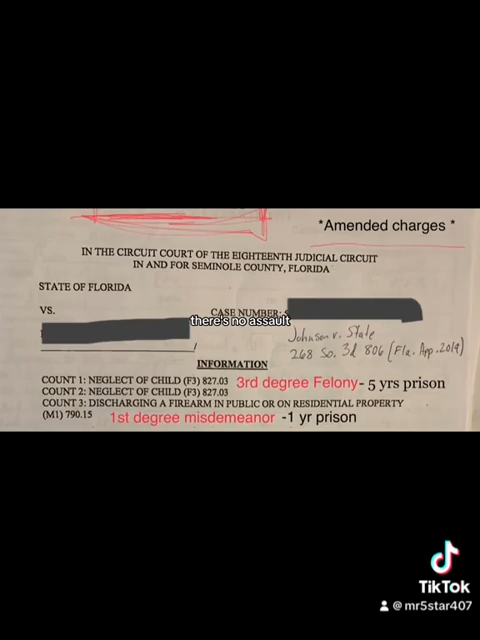 *Amended charges *
IN THE CIRCUIT COURT OF THE EIGHTEENTH JUDICIAL CIRCUIT
IN AND FOR SEMINOLE COUNTY, FLORIDA
STATE OF FLORIDA
VS.
CASE NUMBER:
there's no assault
Johnson v. State
268 So. 3d 806 (Fla. App. 2019)
INFORMATION
COUNT 1: NEGLECT OF CHILD (F3) 827.03 3rd degree Felony- 5 yrs prison
COUNT 2: NEGLECT OF CHILD (F3) 827.03
COUNT 3: DISCHARGING A FIREARM IN PUBLIC OR ON RESIDENTIAL PROPERTY
(M1) 790.15 1st degree misdemeanor -1 yr prison
TikTok
@mr5star407